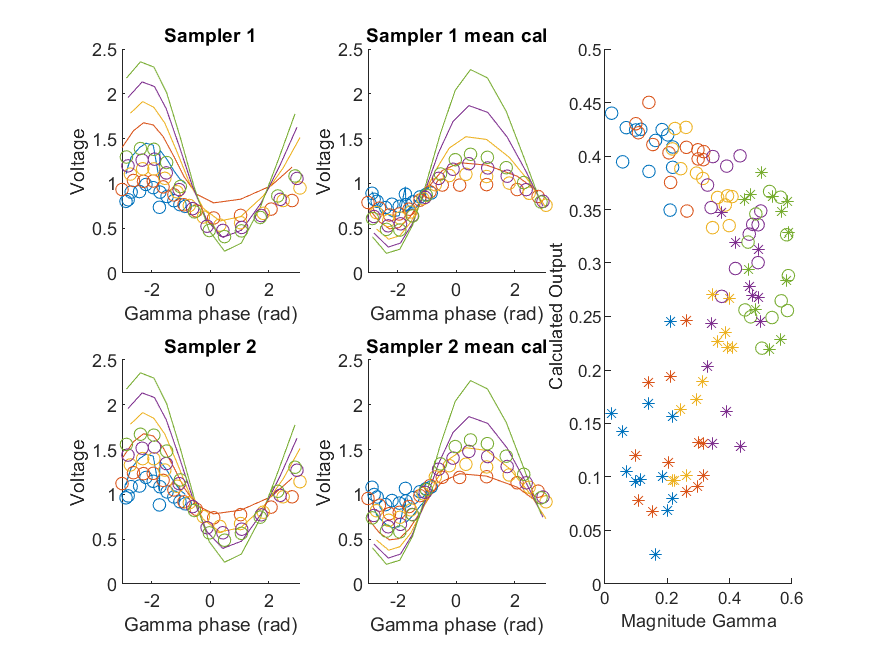 Sampler 1
2.5
2
1.5
1
0.5
0
Voltage
-2 0 2
Gamma phase (rad)
Sampler 1 mean cal
2.5
2
1.5
1
0.5
0
Voltage
-2 0 2
Gamma phase (rad)
Sampler 2
2.5
2
1.5
1
0.5
0
Voltage
-2 0 2
Gamma phase (rad)
Sampler 2 mean cal
2.5
2
1.5
1
0.5
0
Voltage
-2 0 2
Gamma phase (rad)
0.5
0.45
0.4
0.35
0.3
0.25
0.2
0.15
0.1
0.05
0
Calculated Output
0 0.2 0.4 0.6
Magnitude Gamma